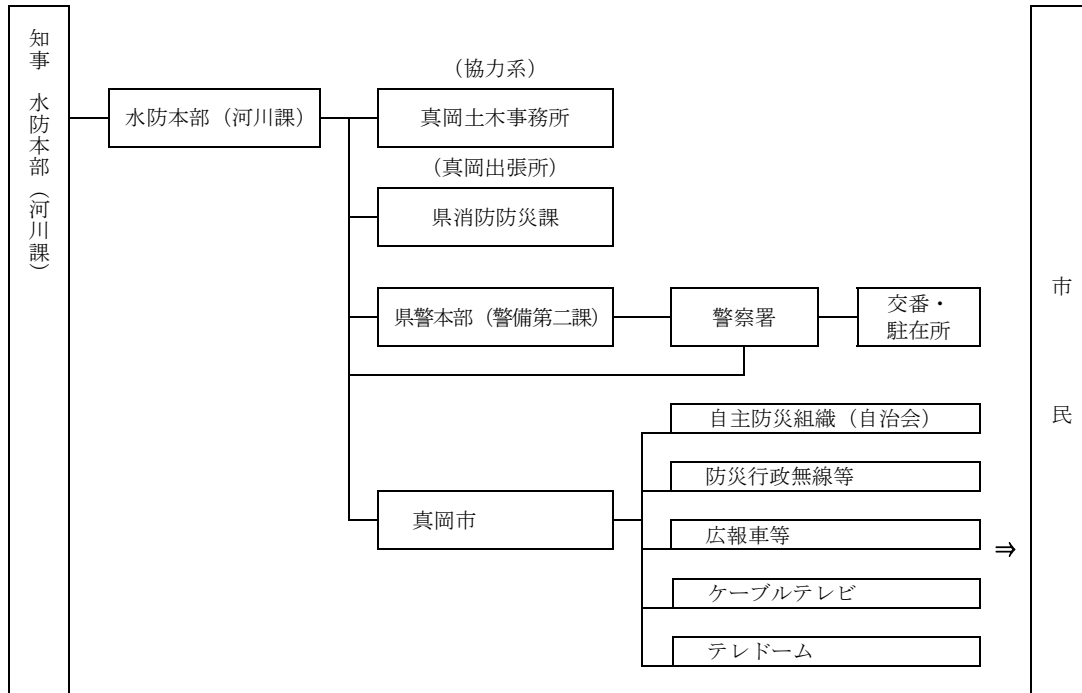 知事 水防本部（河川課）
水防本部（河川課）
（協力系）
真岡土木事務所
（真岡出張所）
県消防防災課
県警本部（警備第二課）
警察署
交番・
駐在所
真岡市
自主防災組織（自治会）
防災行政無線等
広報車等
ケーブルテレビ
テレドーム
⇒
市民